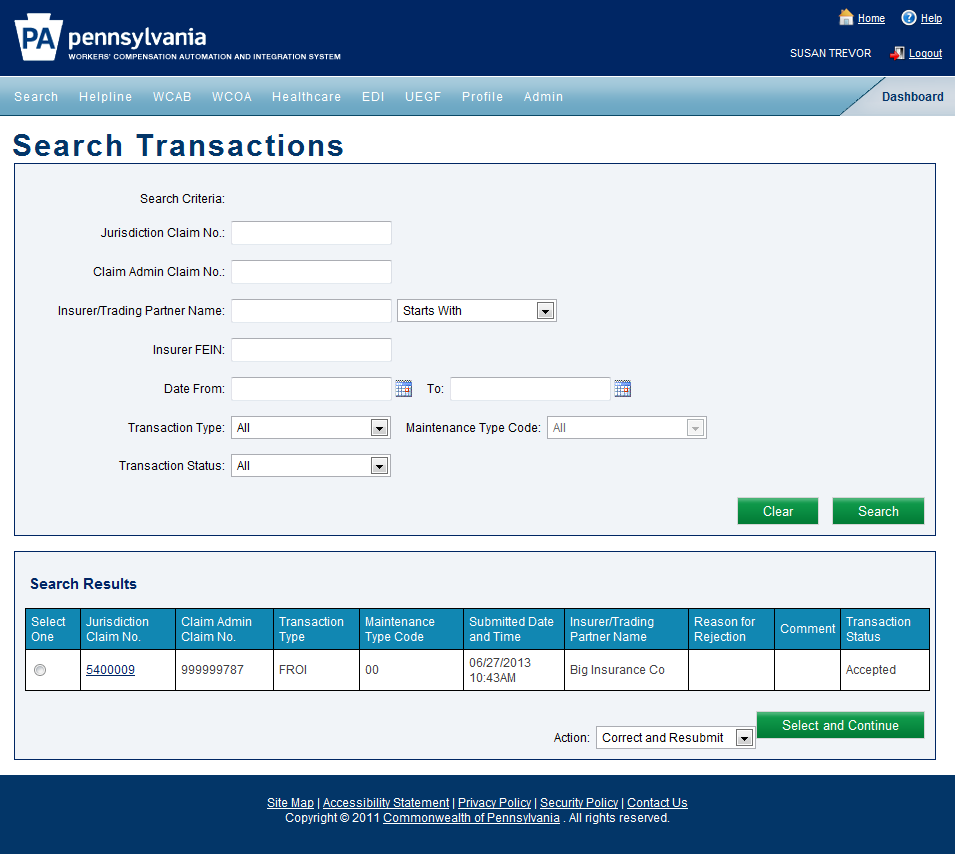 Home Help
PA pennsylvania
WORKERS' COMPENSATION AUTOMATION AND INTEGRATION SYSTEM
SUSAN TREVOR Logout
Search Helpline WCAB WCOA Healthcare EDI UEGF Profile Admin Dashboard
Search Transactions
Search Criteria:
Jurisdiction Claim No.:
Claim Admin Claim No.:
Insurer/Trading Partner Name: Starts With
Insurer FEIN:
Date From: To:
Transaction Type: All Maintenance Type Code: All
Transaction Status: All
Clear Search
Search Results
Select One Jurisdiction Claim No. Claim Admin Claim No. Transaction Type Maintenance Type Code Submitted Date and Time Insurer/Trading Partner Name Reason for Rejection Comment Transaction Status
5400009 999999787 FROI 00 06/27/2013 10:43AM Big Insurance Co Accepted
Action: Correct and Resubmit Select and Continue
Site Map | Accessibility Statement | Privacy Policy | Security Policy | Contact Us
Copyright © 2011 Commonwealth of Pennsylvania . All rights reserved.